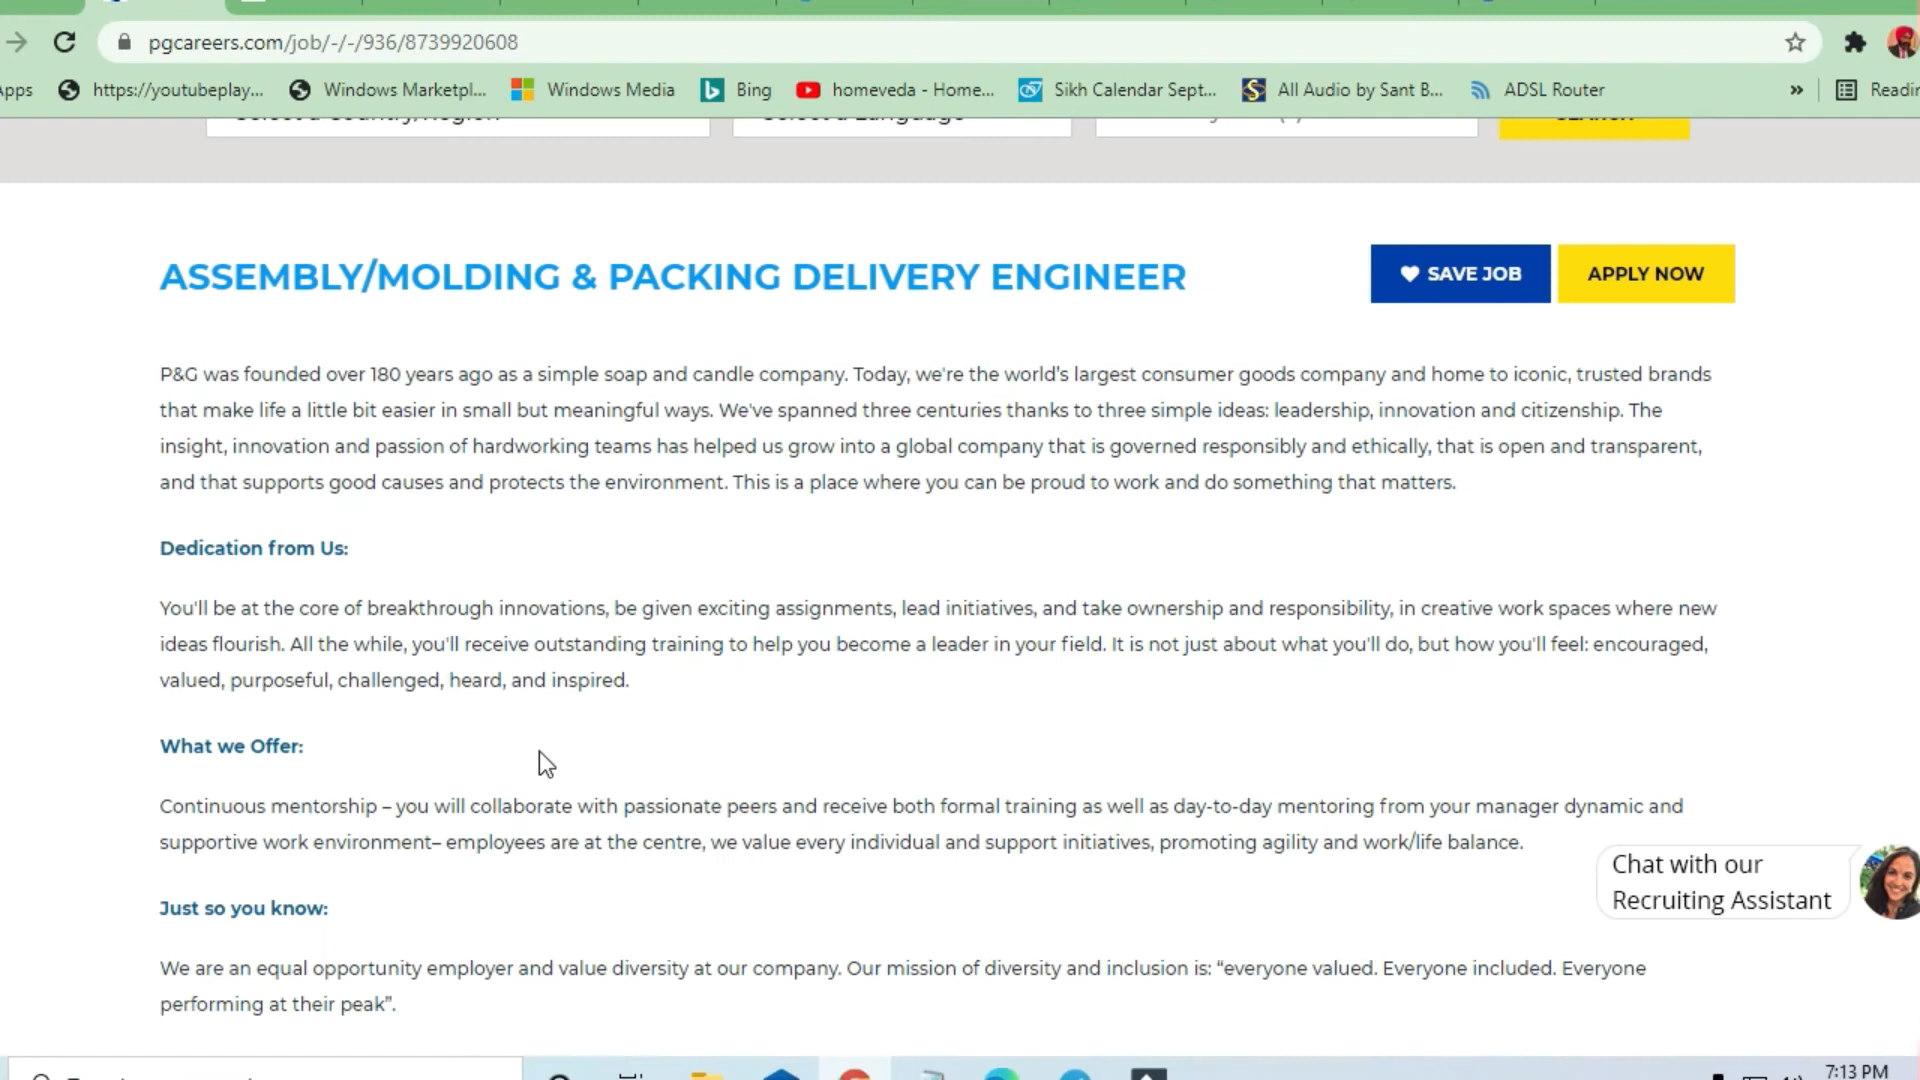 pgcareers.com/job/-/-/936/8739920608
Apps https://youtubeplay... Windows Marketpl... Windows Media Bing homeveda - Home... Sikh Calendar Sept... All Audio by Sant B... ADSL Router » Readin
Select a Country/Region Select a Language SEARCH
ASSEMBLY/MOLDING & PACKING DELIVERY ENGINEER
SAVE JOB APPLY NOW
P&G was founded over 180 years ago as a simple soap and candle company. Today, we're the world's largest consumer goods company and home to iconic, trusted brands
that make life a little bit easier in small but meaningful ways. We've spanned three centuries thanks to three simple ideas: leadership, innovation and citizenship. The
insight, innovation and passion of hardworking teams has helped us grow into a global company that is governed responsibly and ethically, that is open and transparent,
and that supports good causes and protects the environment. This is a place where you can be proud to work and do something that matters.
Dedication from Us:
You'll be at the core of breakthrough innovations, be given exciting assignments, lead initiatives, and take ownership and responsibility, in creative work spaces where new
ideas flourish. All the while, you'll receive outstanding training to help you become a leader in your field. It is not just about what you'll do, but how you'll feel: encouraged,
valued, purposeful, challenged, heard, and inspired.
What we Offer:
Continuous mentorship – you will collaborate with passionate peers and receive both formal training as well as day-to-day mentoring from your manager dynamic and
supportive work environment– employees are at the centre, we value every individual and support initiatives, promoting agility and work/life balance.
Chat with our
Recruiting Assistant
Just so you know:
We are an equal opportunity employer and value diversity at our company. Our mission of diversity and inclusion is: “everyone valued. Everyone included. Everyone
performing at their peak”.
7:13 PM